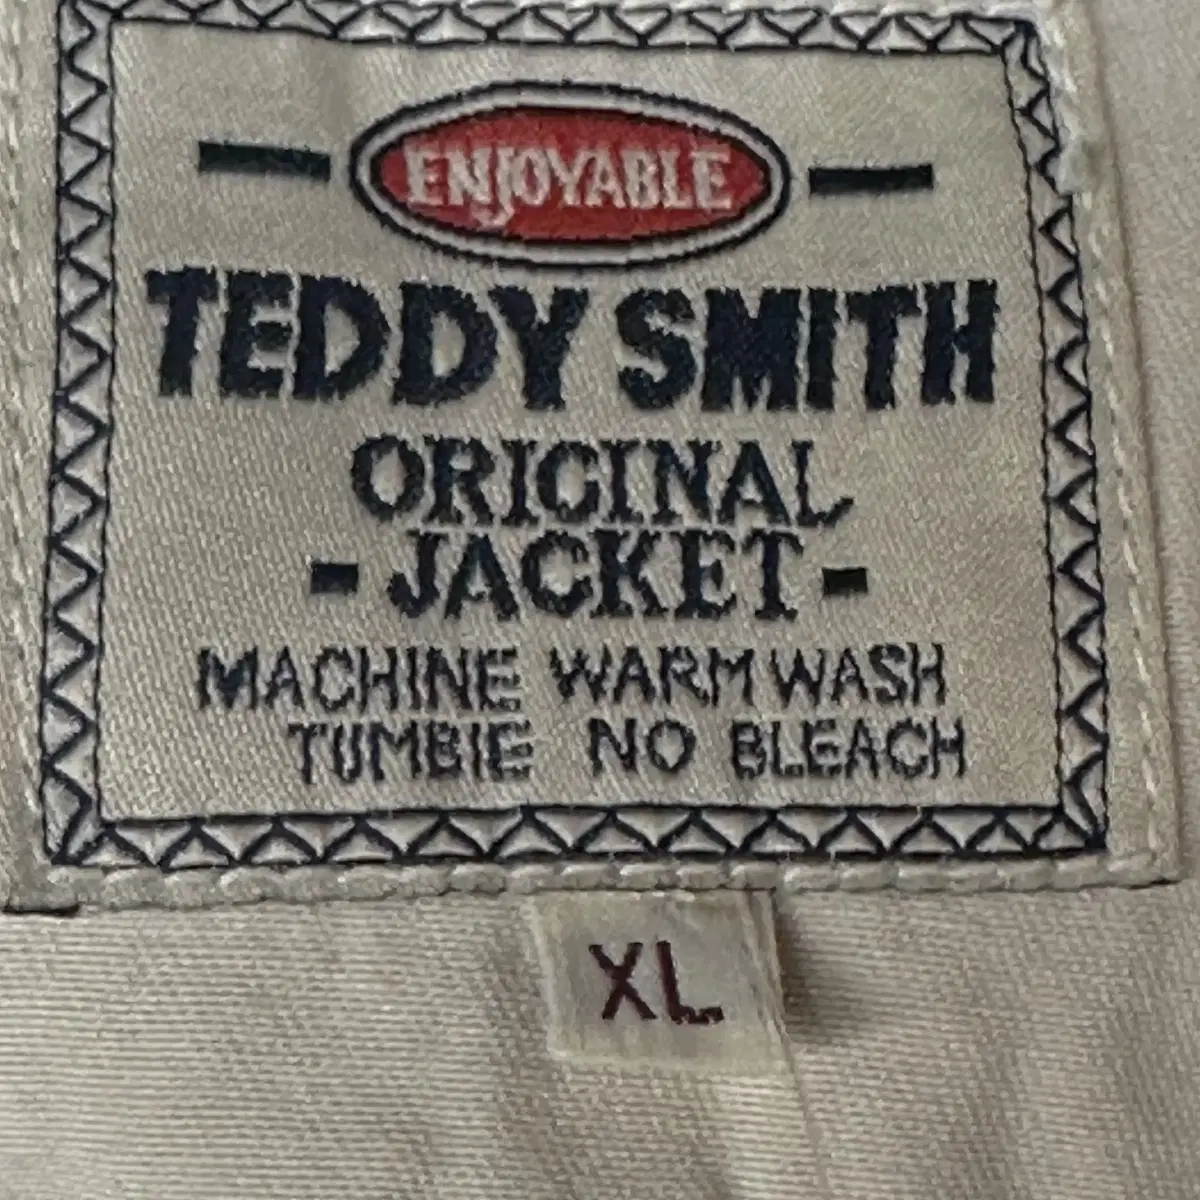 ENJOYABLE
TEDDY SMITH
ORIGINAL
- JACKET -
MACHINE WARM WASH
TUMBIE NO BLEACH
XL